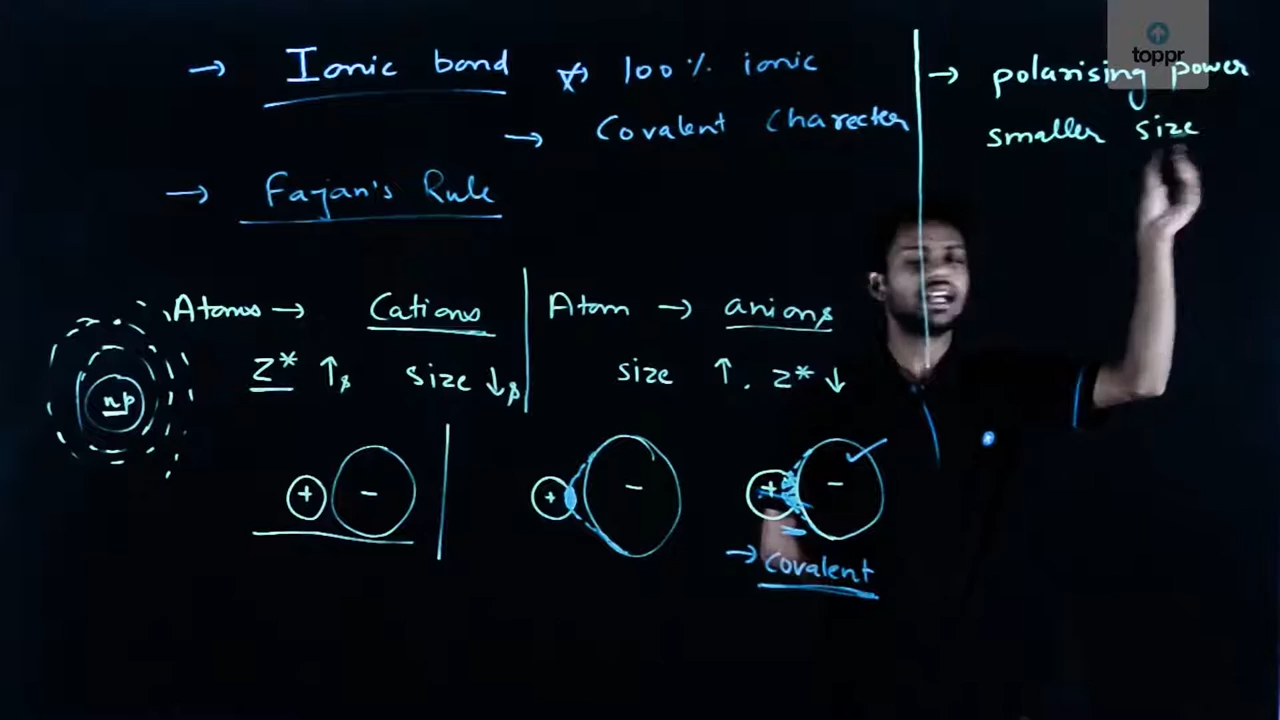 toppr
→ Ionic bond ↛ 100% ionic
→ Covalent Charecter
→ Fajan's Rule
→ polarising power
smaller size
Atoms → Cations
Z* ↑, size ↓,
Atom → anions
size ↑. Z* ↓
np
+ -
+ -
+ -
→ Covalent